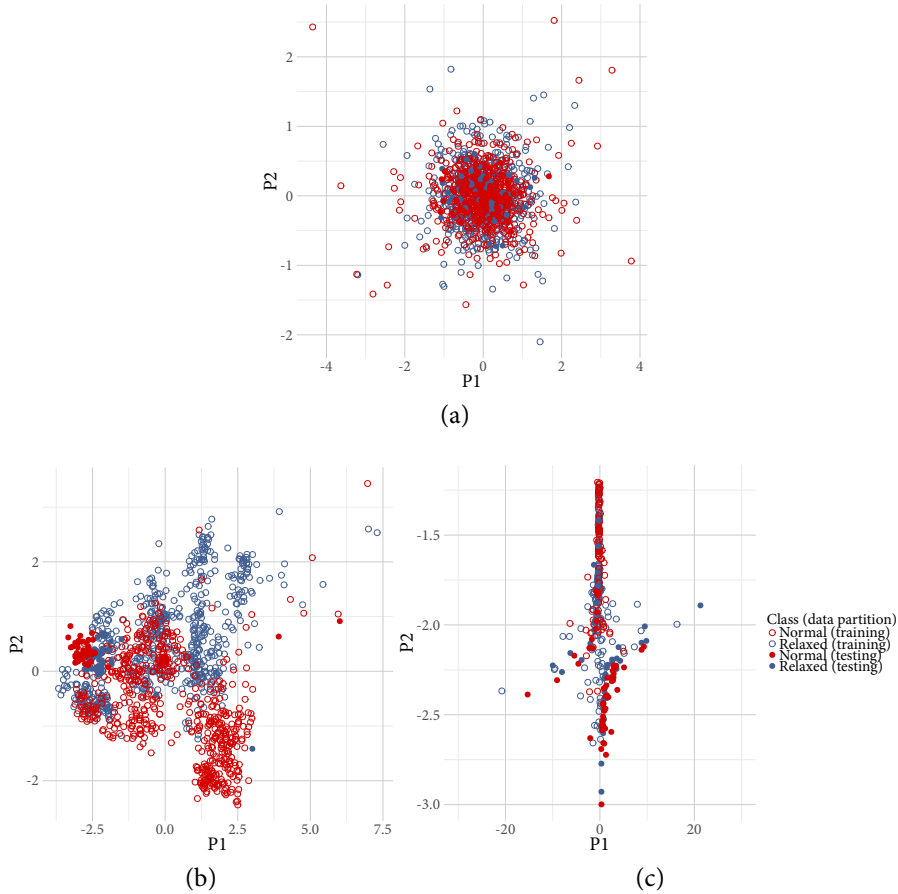 2
1
0
-1
-2
P2
-4
-2
0
2
4
P1
(a)
2
0
-2
P2
-2.5
0.0
2.5
5.0
7.5
P1
(b)
-1.5
-2.0
-2.5
-3.0
P2
-20
0
20
P1
(c)
Class (data partition)
Normal (training)
Relaxed (training)
Normal (testing)
Relaxed (testing)